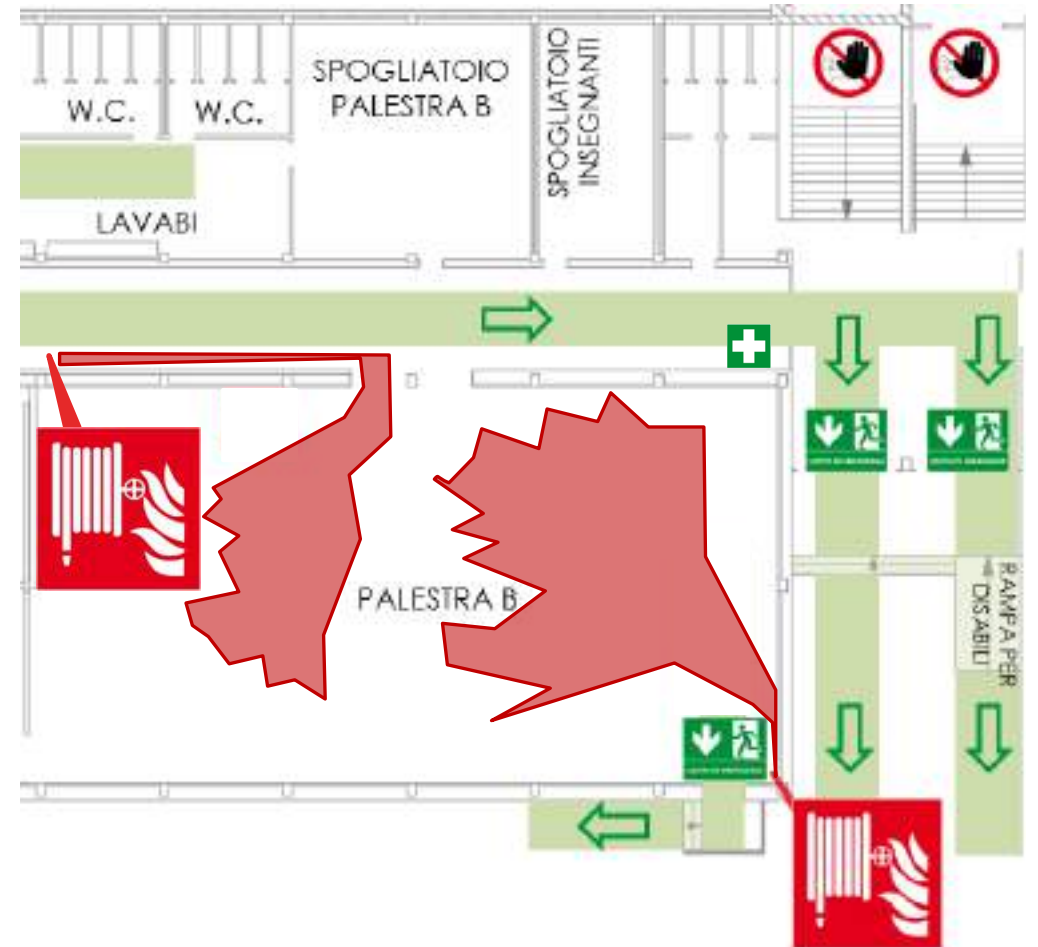 W.C.
W.C.
SPOGLIATOIO
PALESTRA B
SPOGLIATOIO
INSEGNANTI
LAVABI
PALESTRA B
RAMPA PER
DISABILI